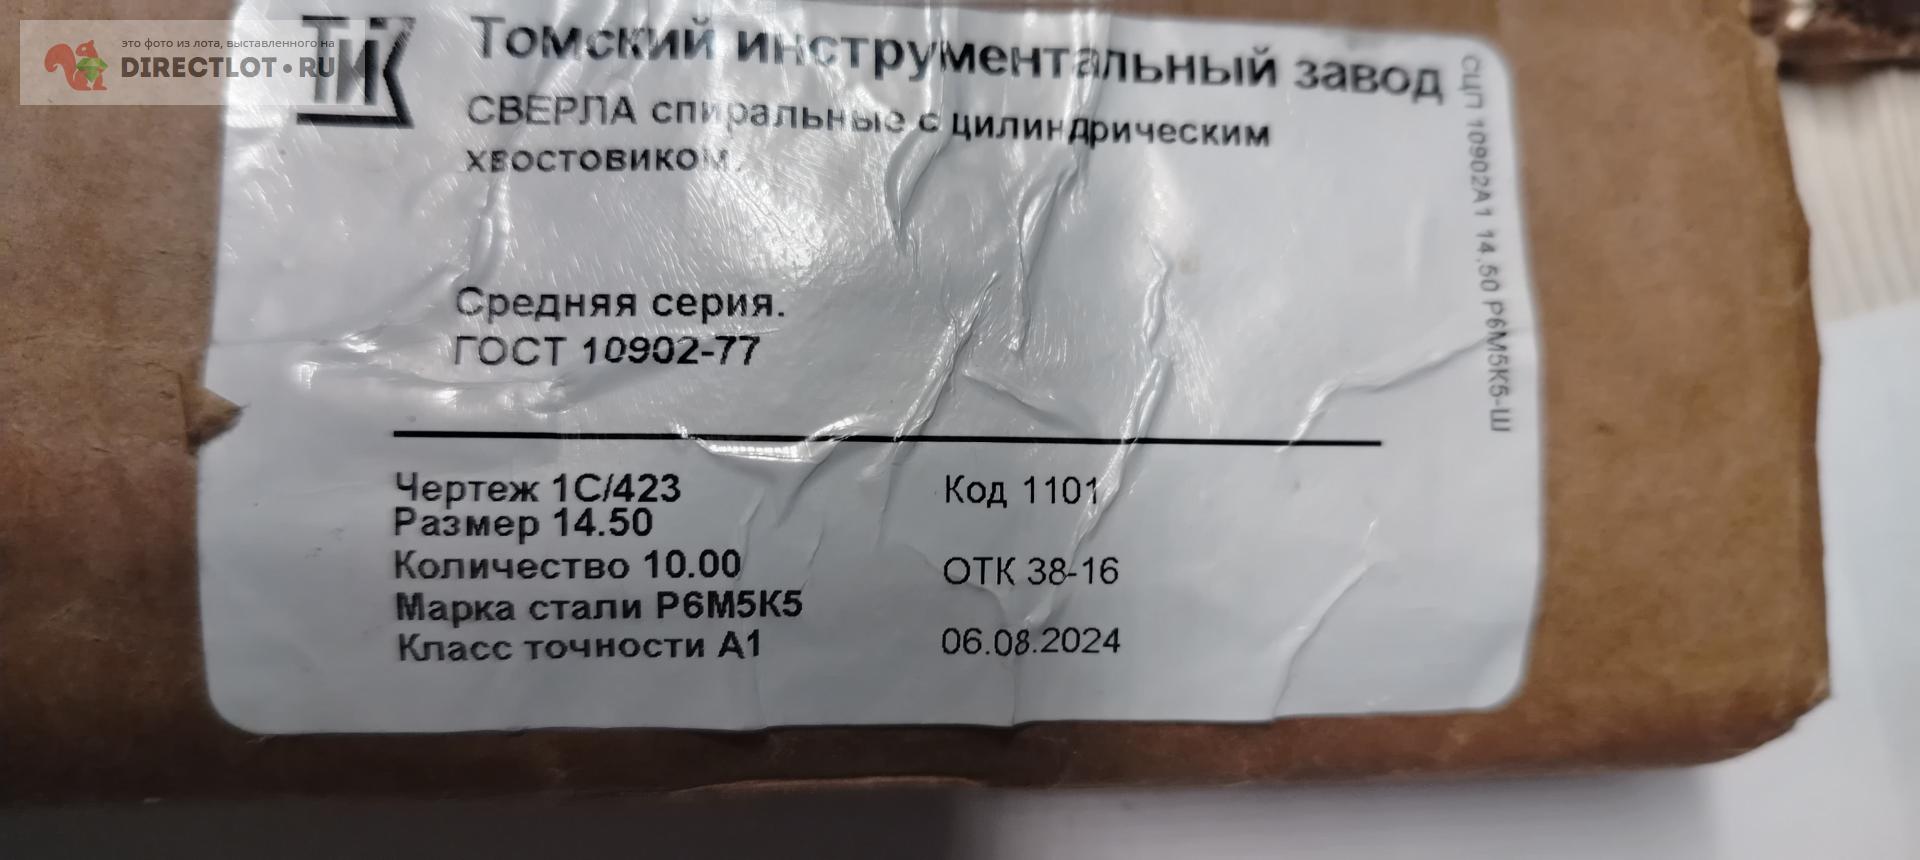 это фото из лота, выставленного на
DIRECTLOT•RU
ТИЗ
Томский инструментальный завод
СВЕРЛА спиральные с цилиндрическим
хвостовиком.
Средняя серия.
ГОСТ 10902-77
Чертеж 1С/423
Код 1101
Размер 14.50
Количество 10.00
ОТК 38-16
Марка стали Р6М5К5
Класс точности А1
06.08.2024
СЦП 10902А1 14.50 Р6М5К5-Ш